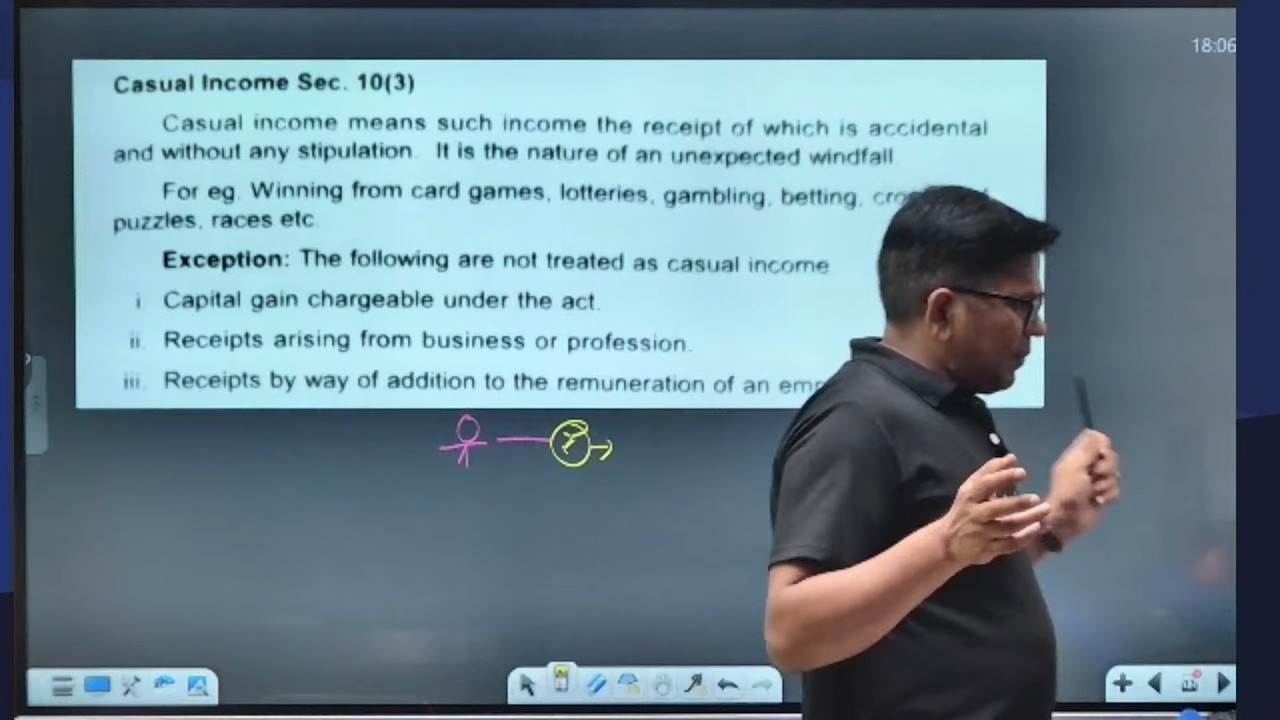 18:06
Casual Income Sec. 10(3)
Casual income means such income the receipt of which is accidental
and without any stipulation. It is the nature of an unexpected windfall
For eg. Winning from card games, lotteries, gambling, betting,
puzzles, races etc.
Exception: The following are not treated as casual income
i Capital gain chargeable under the act.
ii. Receipts arising from business or profession.
iii. Receipts by way of addition to the remuneration of an